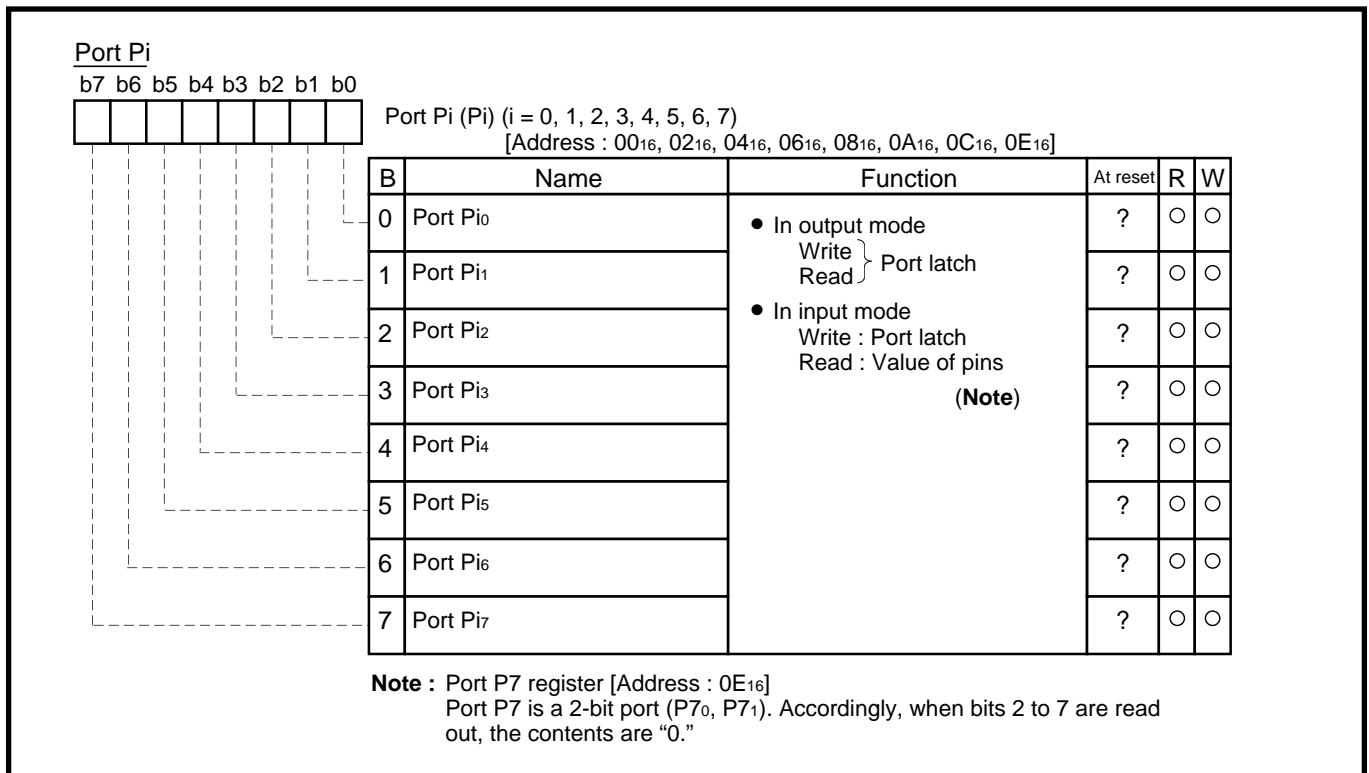 Port Pi
b7 b6 b5 b4 b3 b2 b1 b0
Port Pi (Pi) (i = 0, 1, 2, 3, 4, 5, 6, 7)
[Address : 0016, 0216, 0416, 0616, 0816, 0A16, 0C16, 0E16]
B Name Function At reset R W
0 Port Pi0 ? ○ ○
● In output mode
Write
Read
Port latch
1 Port Pi1 ? ○ ○
● In input mode
Write : Port latch
Read : Value of pins
(Note)
2 Port Pi2 ? ○ ○
3 Port Pi3 ? ○ ○
4 Port Pi4 ? ○ ○
5 Port Pi5 ? ○ ○
6 Port Pi6 ? ○ ○
7 Port Pi7 ? ○ ○
Note : Port P7 register [Address : 0E16]
Port P7 is a 2-bit port (P70, P71). Accordingly, when bits 2 to 7 are read
out, the contents are “0.”